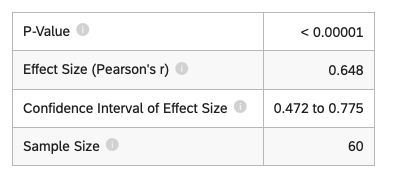 P-Value < 0.00001
Effect Size (Pearson's r) 0.648
Confidence Interval of Effect Size 0.472 to 0.775
Sample Size 60